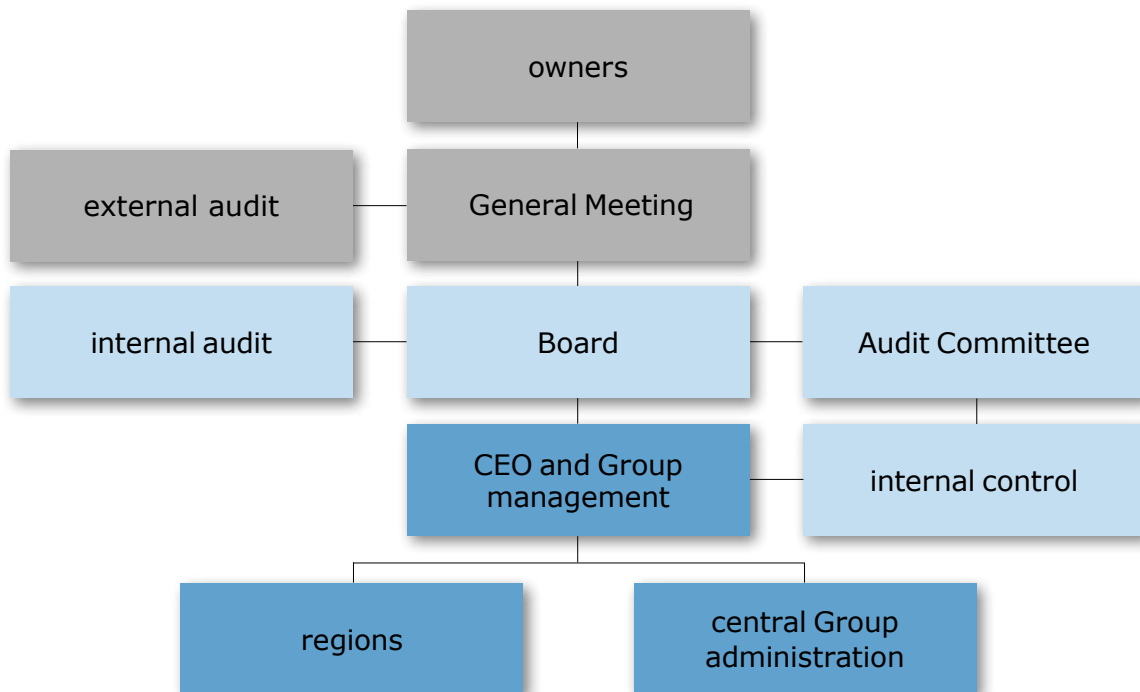 owners
external audit
General Meeting
internal audit
Board
Audit Committee
CEO and Group
management
internal control
regions
central Group
administration